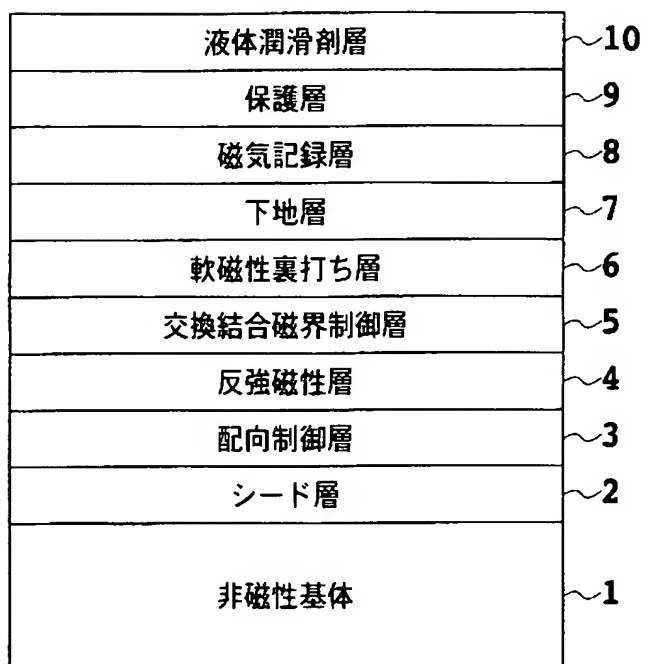 液体潤滑剤層 10
保護層 9
磁気記録層 8
下地層 7
軟磁性裏打ち層 6
交換結合磁界制御層 5
反強磁性層 4
配向制御層 3
シード層 2
非磁性基体 1